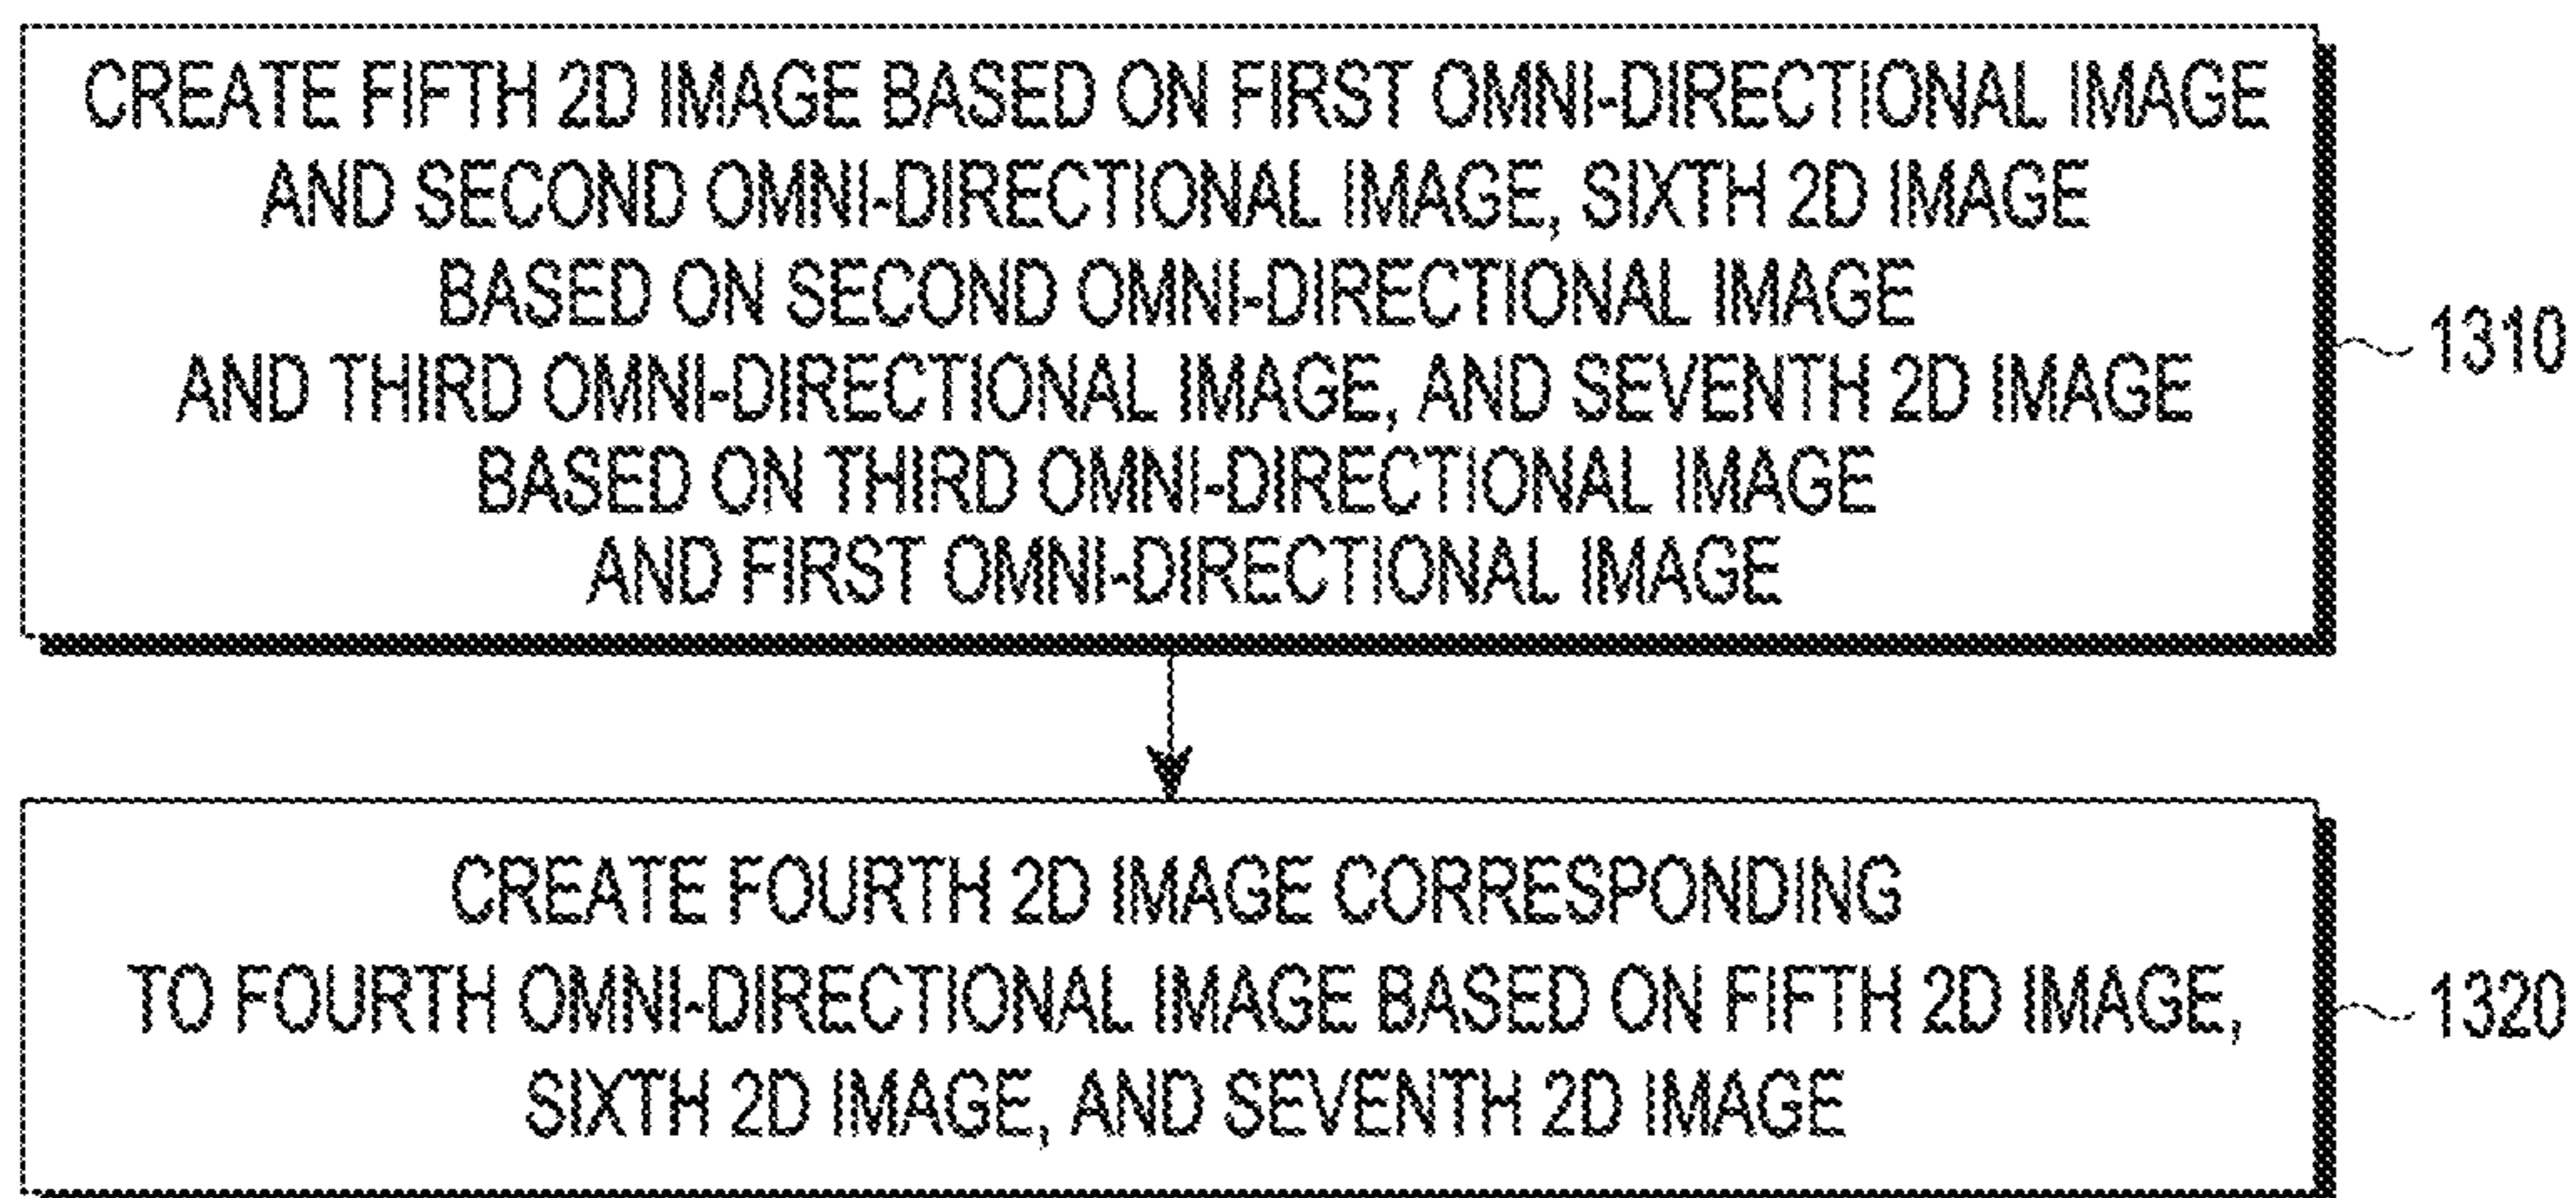 CREATE FIFTH 2D IMAGE BASED ON FIRST OMNI-DIRECTIONAL IMAGE
AND SECOND OMNI-DIRECTIONAL IMAGE, SIXTH 2D IMAGE
BASED ON SECOND OMNI-DIRECTIONAL IMAGE
AND THIRD OMNI-DIRECTIONAL IMAGE, AND SEVENTH 2D IMAGE
BASED ON THIRD OMNI-DIRECTIONAL IMAGE
AND FIRST OMNI-DIRECTIONAL IMAGE
1310
CREATE FOURTH 2D IMAGE CORRESPONDING
TO FOURTH OMNI-DIRECTIONAL IMAGE BASED ON FIFTH 2D IMAGE,
SIXTH 2D IMAGE, AND SEVENTH 2D IMAGE
1320